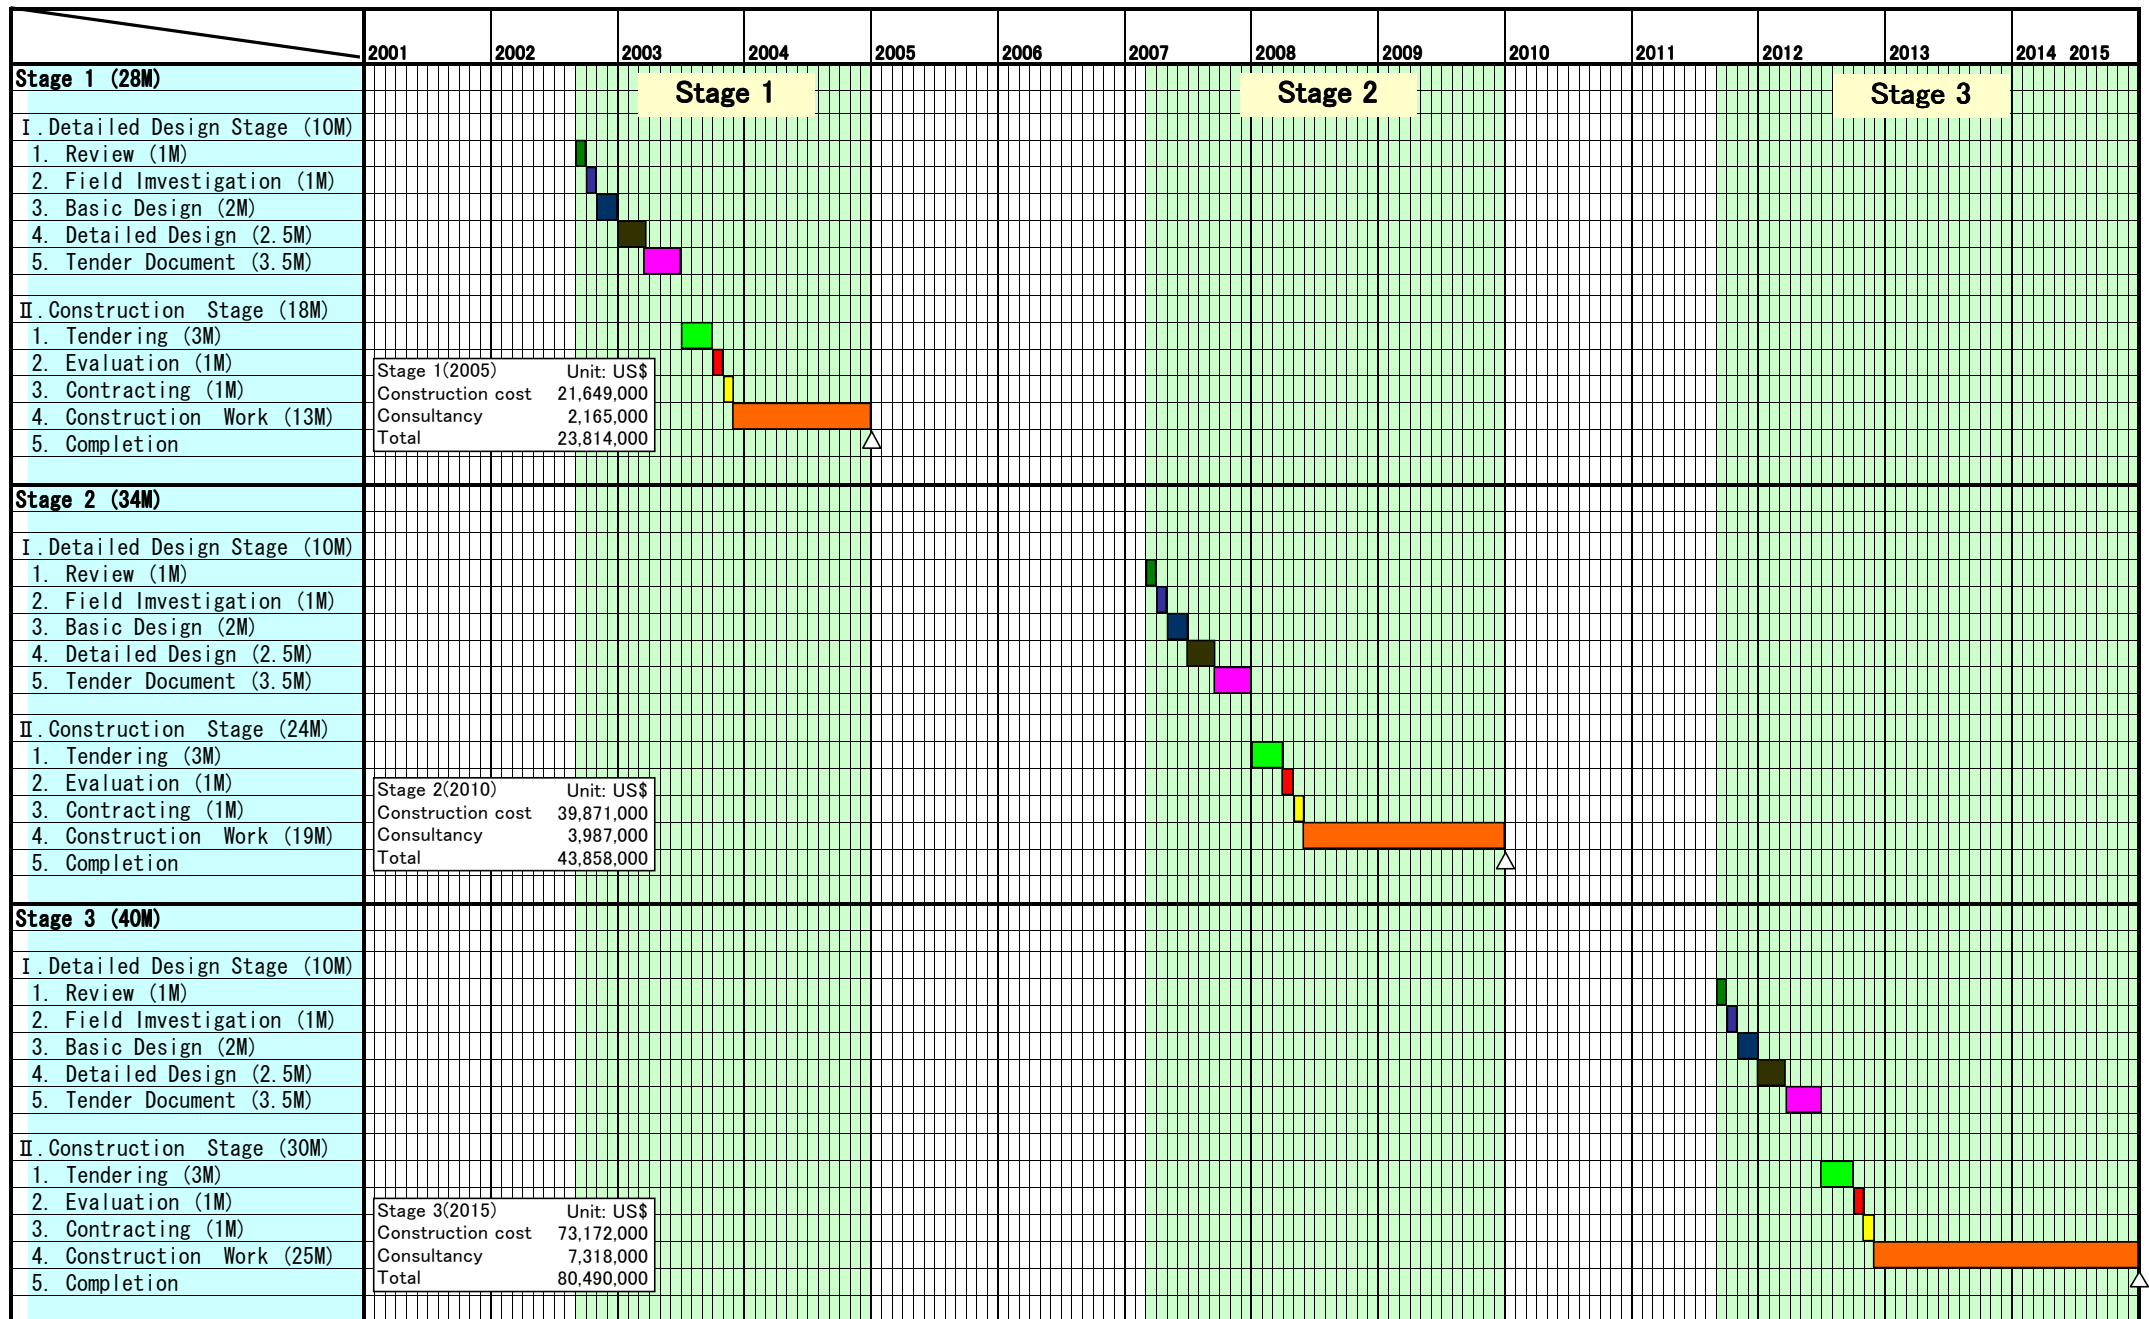 2001 2002 2003 2004 2005 2006 2007 2008 2009 2010 2011 2012 2013 2014 2015
Stage 1 (28M)
Stage 1 Stage 2 Stage 3
Ⅰ.Detailed Design Stage (10M)
1. Review (1M)
2. Field Imvestigation (1M)
3. Basic Design (2M)
4. Detailed Design (2.5M)
5. Tender Document (3.5M)
Ⅱ.Construction Stage (18M)
1. Tendering (3M)
2. Evaluation (1M)
3. Contracting (1M)
4. Construction Work (13M)
5. Completion
Stage 1(2005) Unit: US$
Construction cost 21,649,000
Consultancy 2,165,000
Total 23,814,000
Stage 2 (34M)
Ⅰ.Detailed Design Stage (10M)
1. Review (1M)
2. Field Imvestigation (1M)
3. Basic Design (2M)
4. Detailed Design (2.5M)
5. Tender Document (3.5M)
Ⅱ.Construction Stage (24M)
1. Tendering (3M)
2. Evaluation (1M)
3. Contracting (1M)
4. Construction Work (19M)
5. Completion
Stage 2(2010) Unit: US$
Construction cost 39,871,000
Consultancy 3,987,000
Total 43,858,000
Stage 3 (40M)
Ⅰ.Detailed Design Stage (10M)
1. Review (1M)
2. Field Imvestigation (1M)
3. Basic Design (2M)
4. Detailed Design (2.5M)
5. Tender Document (3.5M)
Ⅱ.Construction Stage (30M)
1. Tendering (3M)
2. Evaluation (1M)
3. Contracting (1M)
4. Construction Work (25M)
5. Completion
Stage 3(2015) Unit: US$
Construction cost 73,172,000
Consultancy 7,318,000
Total 80,490,000